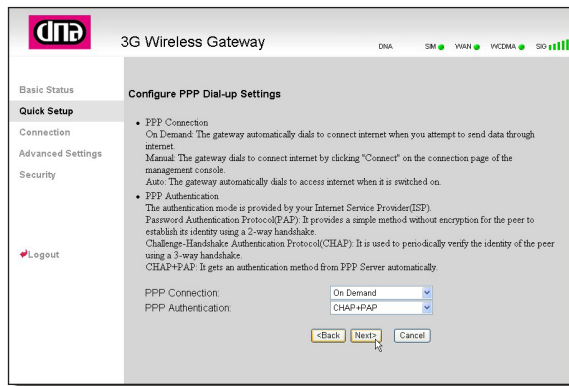 dna
3G Wireless Gateway
DNA SIM WAN WCDMA SIG
Basic Status
Quick Setup
Connection
Advanced Settings
Security
Logout
Configure PPP Dial-up Settings
• PPP Connection
On Demand: The gateway automatically dials to connect internet when you attempt to send data through
internet.
Manual: The gateway dials to connect internet by clicking "Connect" on the connection page of the
management console.
Auto: The gateway automatically dials to access internet when it is switched on.
• PPP Authentication
The authentication mode is provided by your Internet Service Provider(ISP).
Password Authentication Protocol(PAP): It provides a simple method without encryption for the peer to
establish its identity using a 2-way handshake.
Challenge-Handshake Authentication Protocol(CHAP): It is used to periodically verify the identity of the peer
using a 3-way handshake.
CHAP+PAP: It gets an authentication method from PPP Server automatically.
PPP Connection: On Demand
PPP Authentication: CHAP+PAP
<Back Next> Cancel